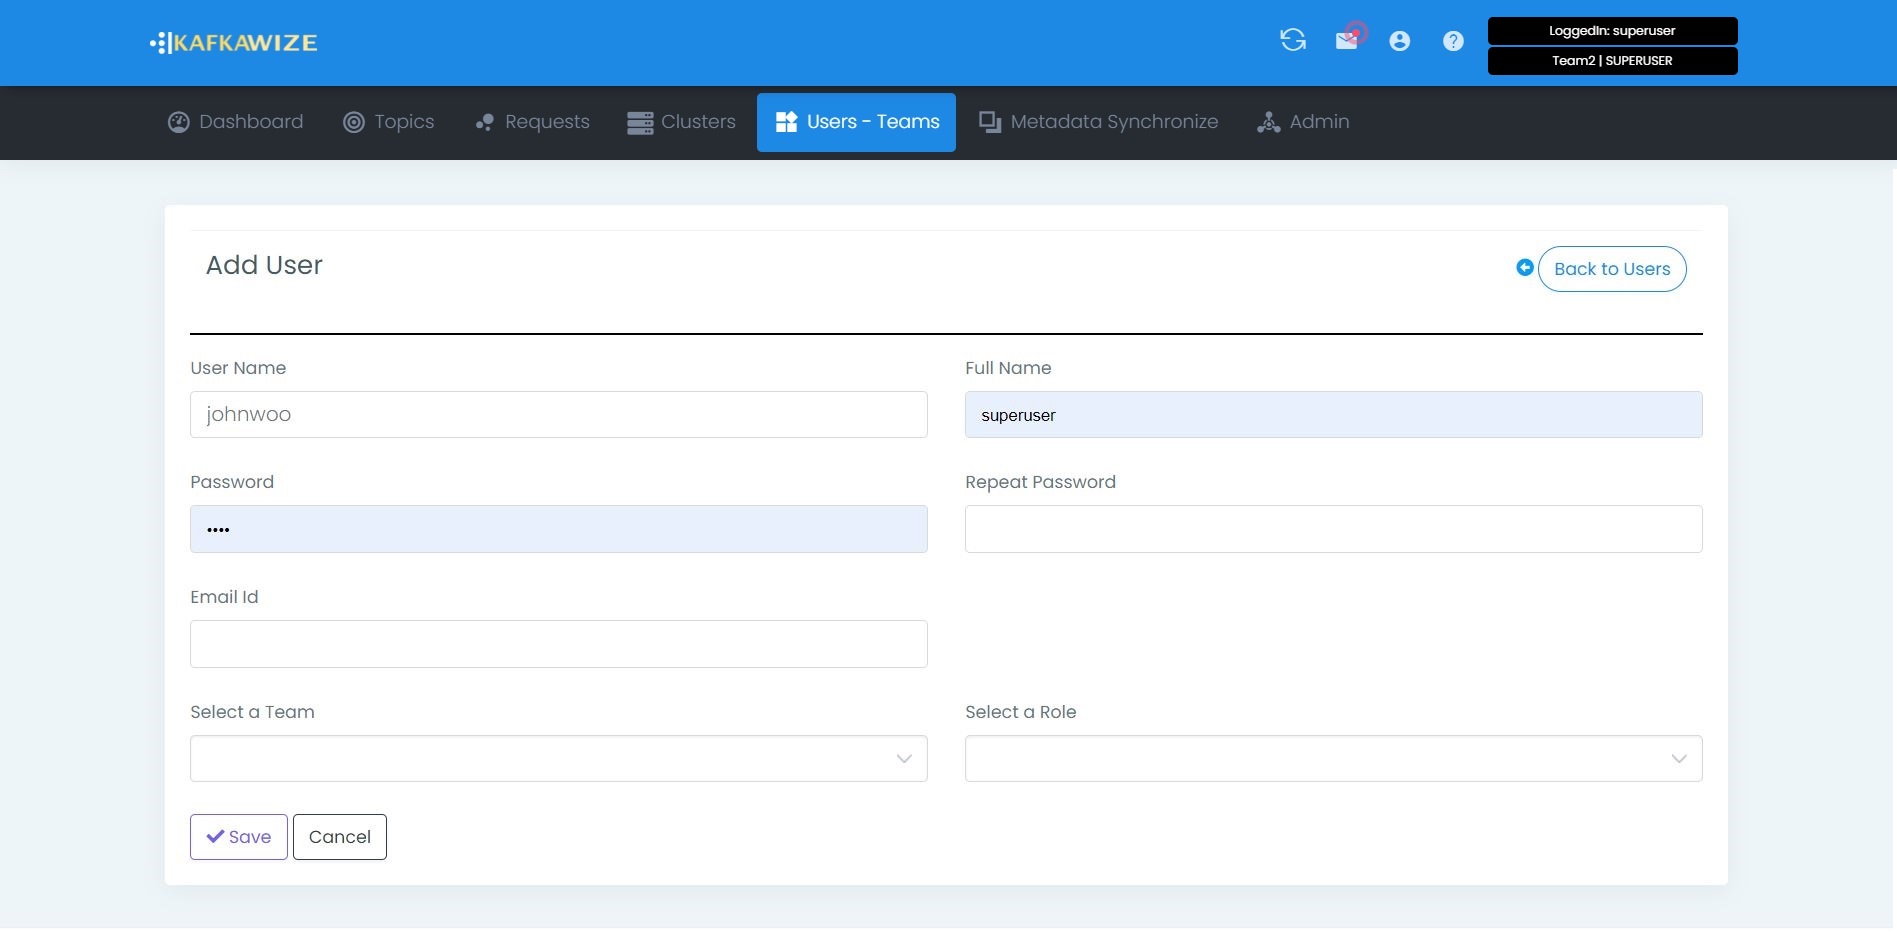 KAFKAWIZE
LoggedIn: superuser
Team2 | SUPERUSER
Dashboard
Topics
Requests
Clusters
Users - Teams
Metadata Synchronize
Admin
Add User
Back to Users
User Name
Full Name
johnwoo
superuser
Password
Repeat Password
••••
Email Id
Select a Team
Select a Role
Save
Cancel